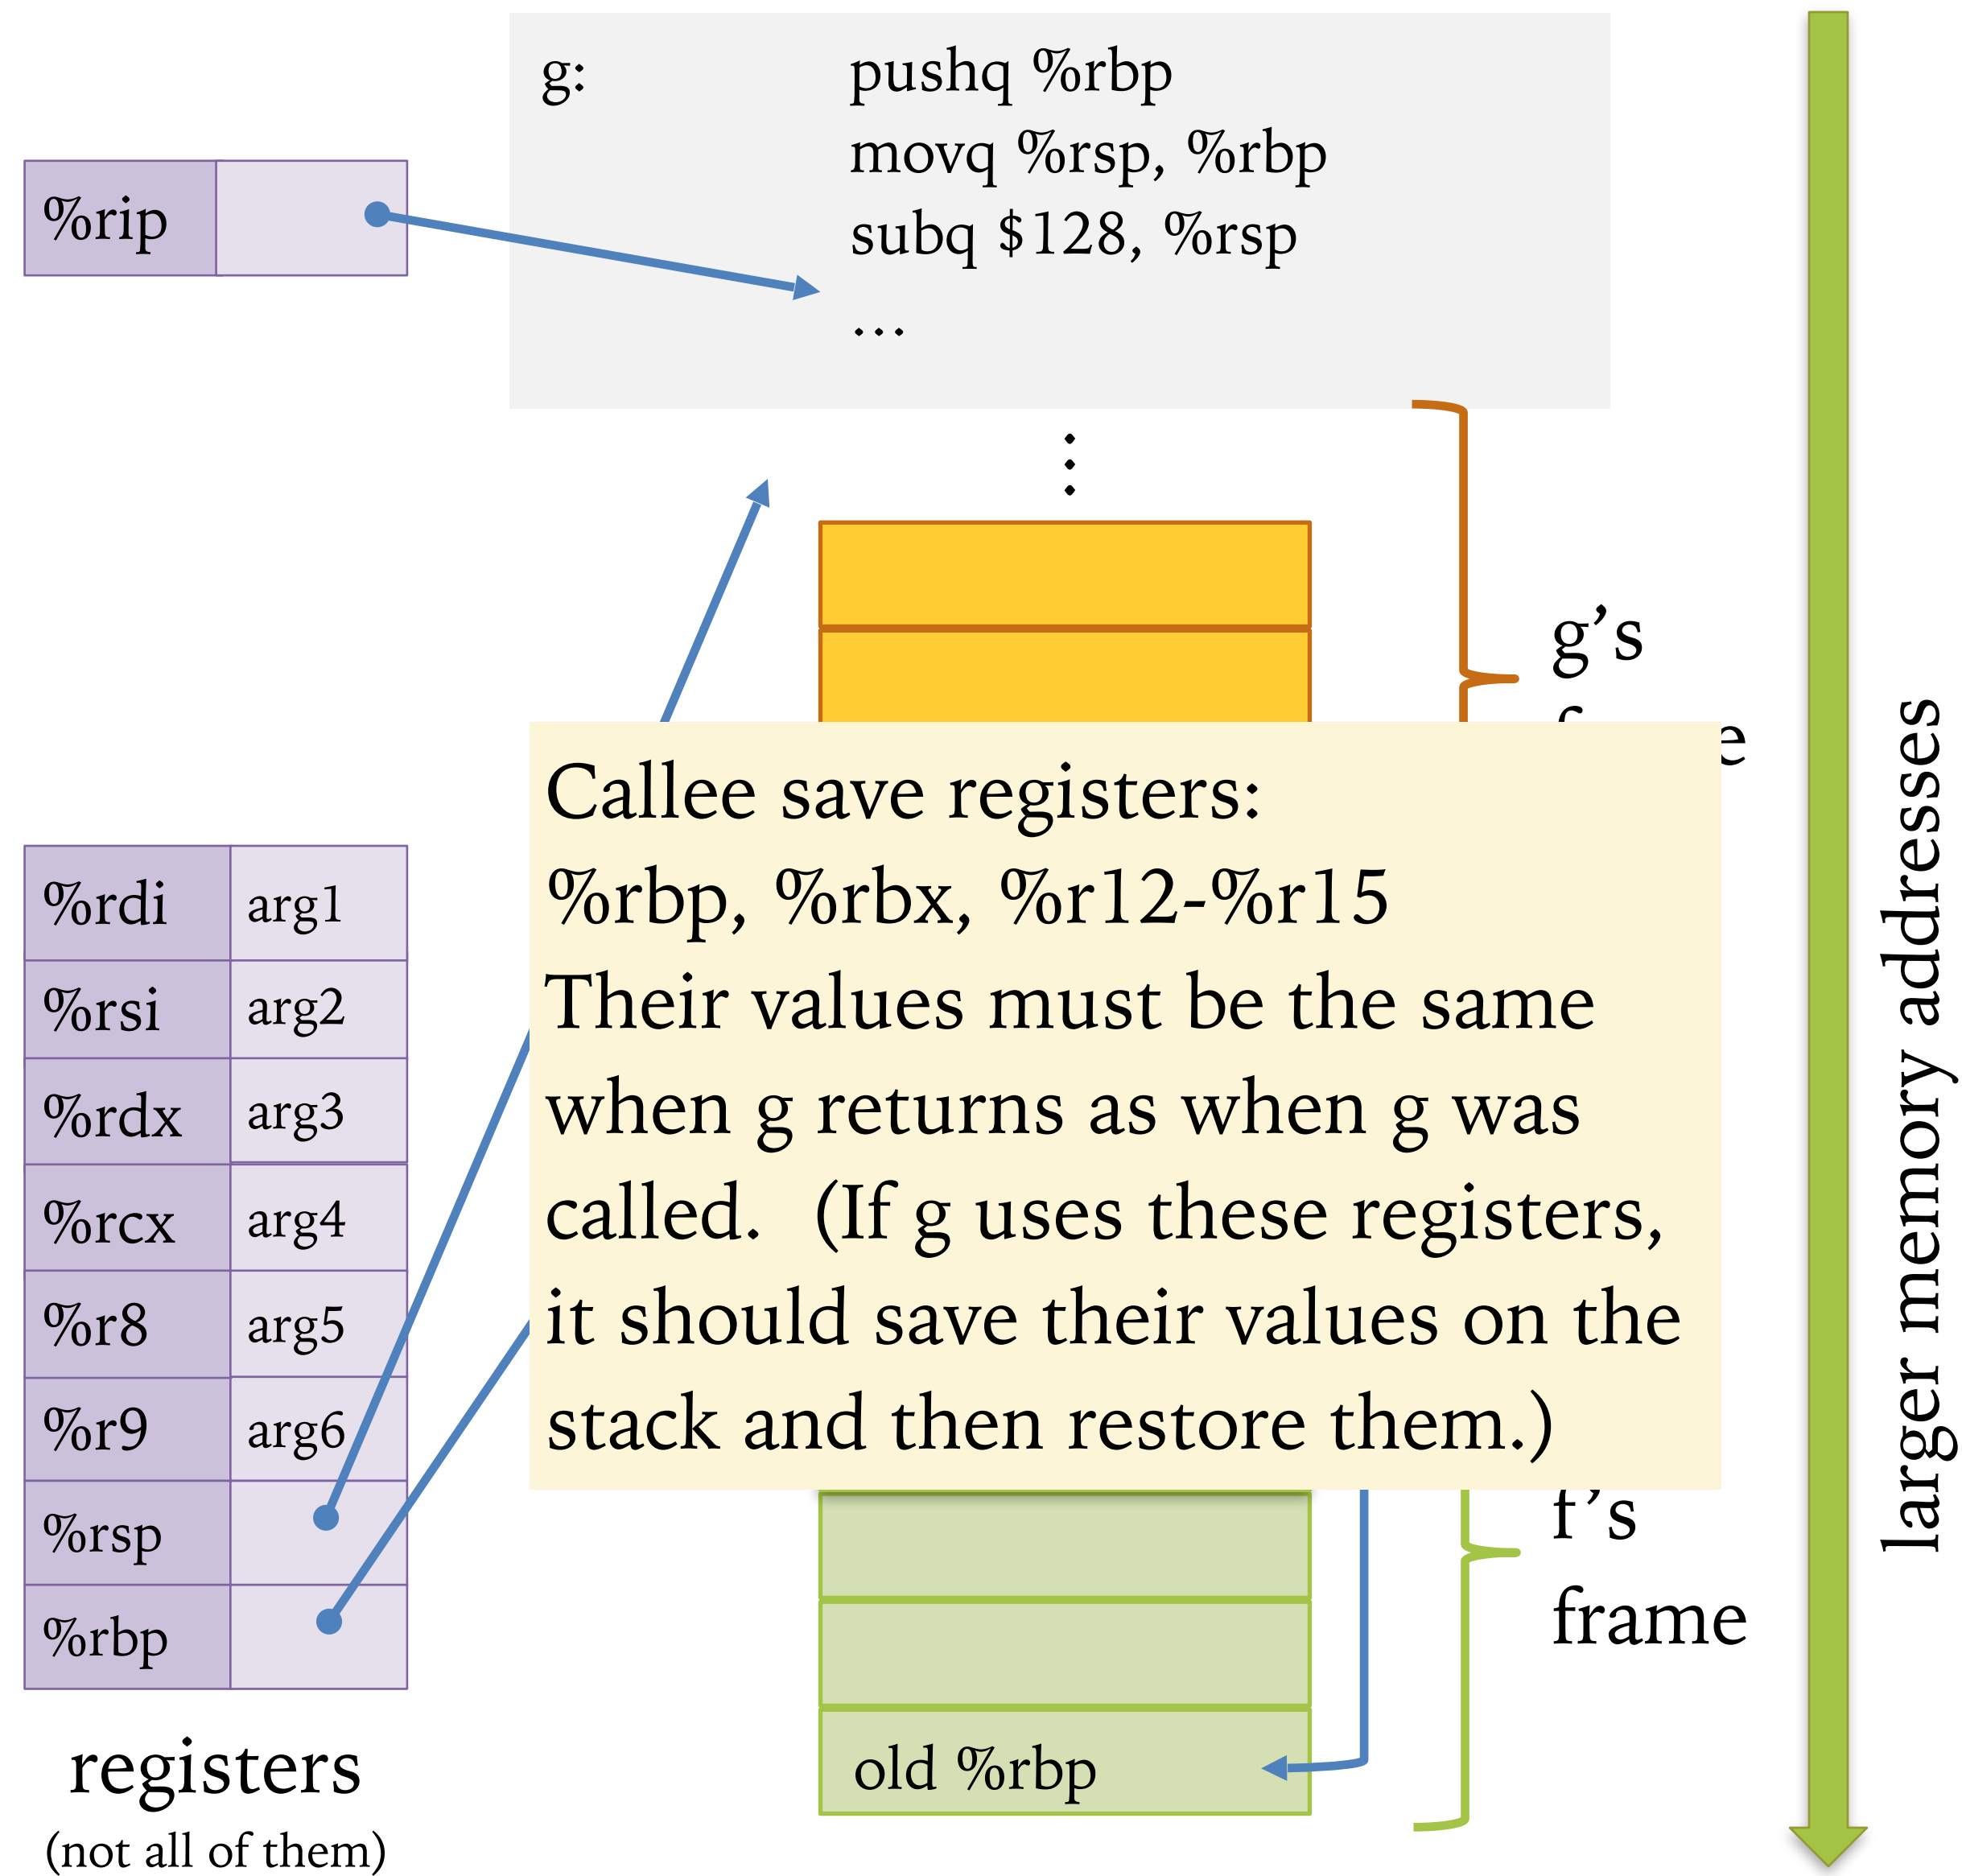 g: pushq %rbp
movq %rsp, %rbp
subq $128, %rsp
...
%rip
g's
Callee save registers:
%rbp, %rbx, %r12-%r15
Their values must be the same
when g returns as when g was
called. (If g uses these registers,
it should save their values on the
stack and then restore them.)
%rdi arg1
%rsi arg2
%rdx arg3
%rcx arg4
%r8 arg5
%r9 arg6
%rsp
%rbp
registers
(not all of them)
f's
frame
old %rbp
larger memory addresses